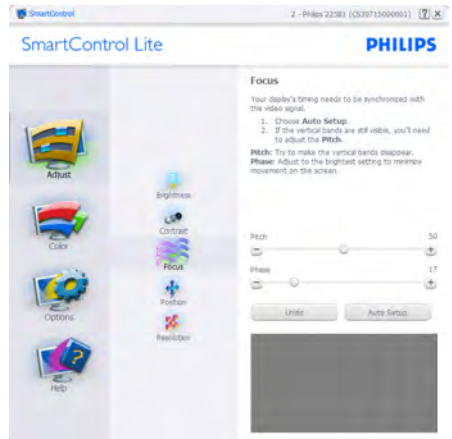 SmartControl
2 - Philips 225B1 (CS30715000001)
SmartControl Lite
PHILIPS
Adjust
Color
Options
Help
Brightness
Contrast
Focus
Position
Resolution
Focus
Your display's timing needs to be synchronized with
the video signal.
1. Choose Auto Setup.
2. If the vertical bands are still visible, you'll need
to adjust the Pitch.
Pitch: Try to make the vertical bands disappear.
Phase: Adjust to the brightest setting to minimize
movement on the screen.
Pitch 50
Phase 17
Undo Auto Setup